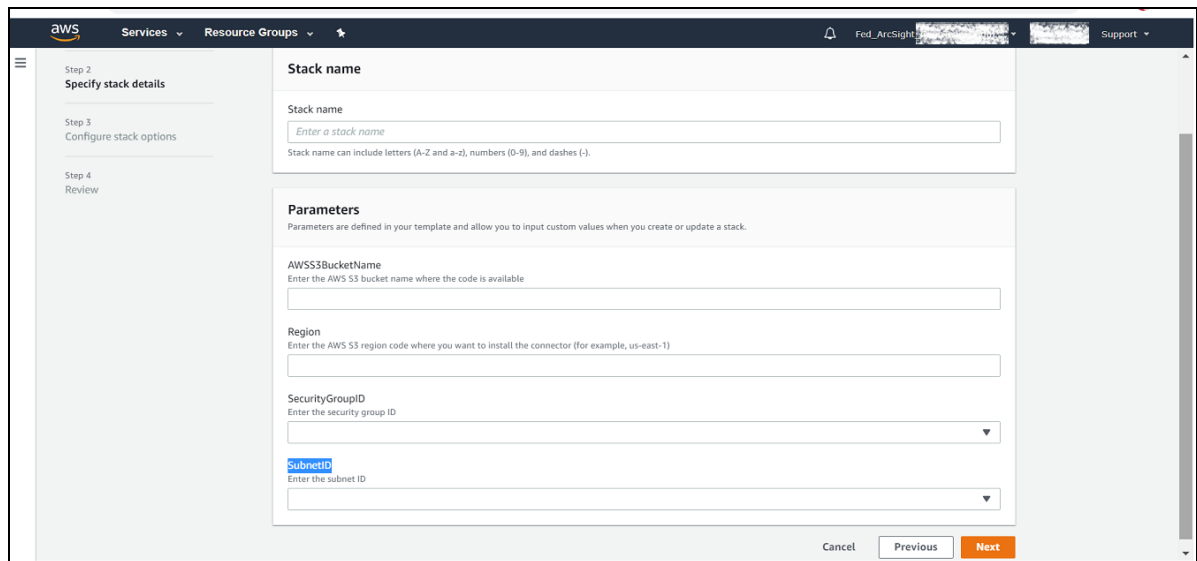 aws Services Resource Groups Fed_ArcSight Support
Step 2
Specify stack details
Step 3
Configure stack options
Step 4
Review
Stack name
Stack name
Enter a stack name
Stack name can include letters (A-Z and a-z), numbers (0-9), and dashes (-).
Parameters
Parameters are defined in your template and allow you to input custom values when you create or update a stack.
AWSS3BucketName
Enter the AWS S3 bucket name where the code is available
Region
Enter the AWS S3 region code where you want to install the connector (for example, us-east-1)
SecurityGroupID
Enter the security group ID
SubnetID
Enter the subnet ID
Cancel Previous Next